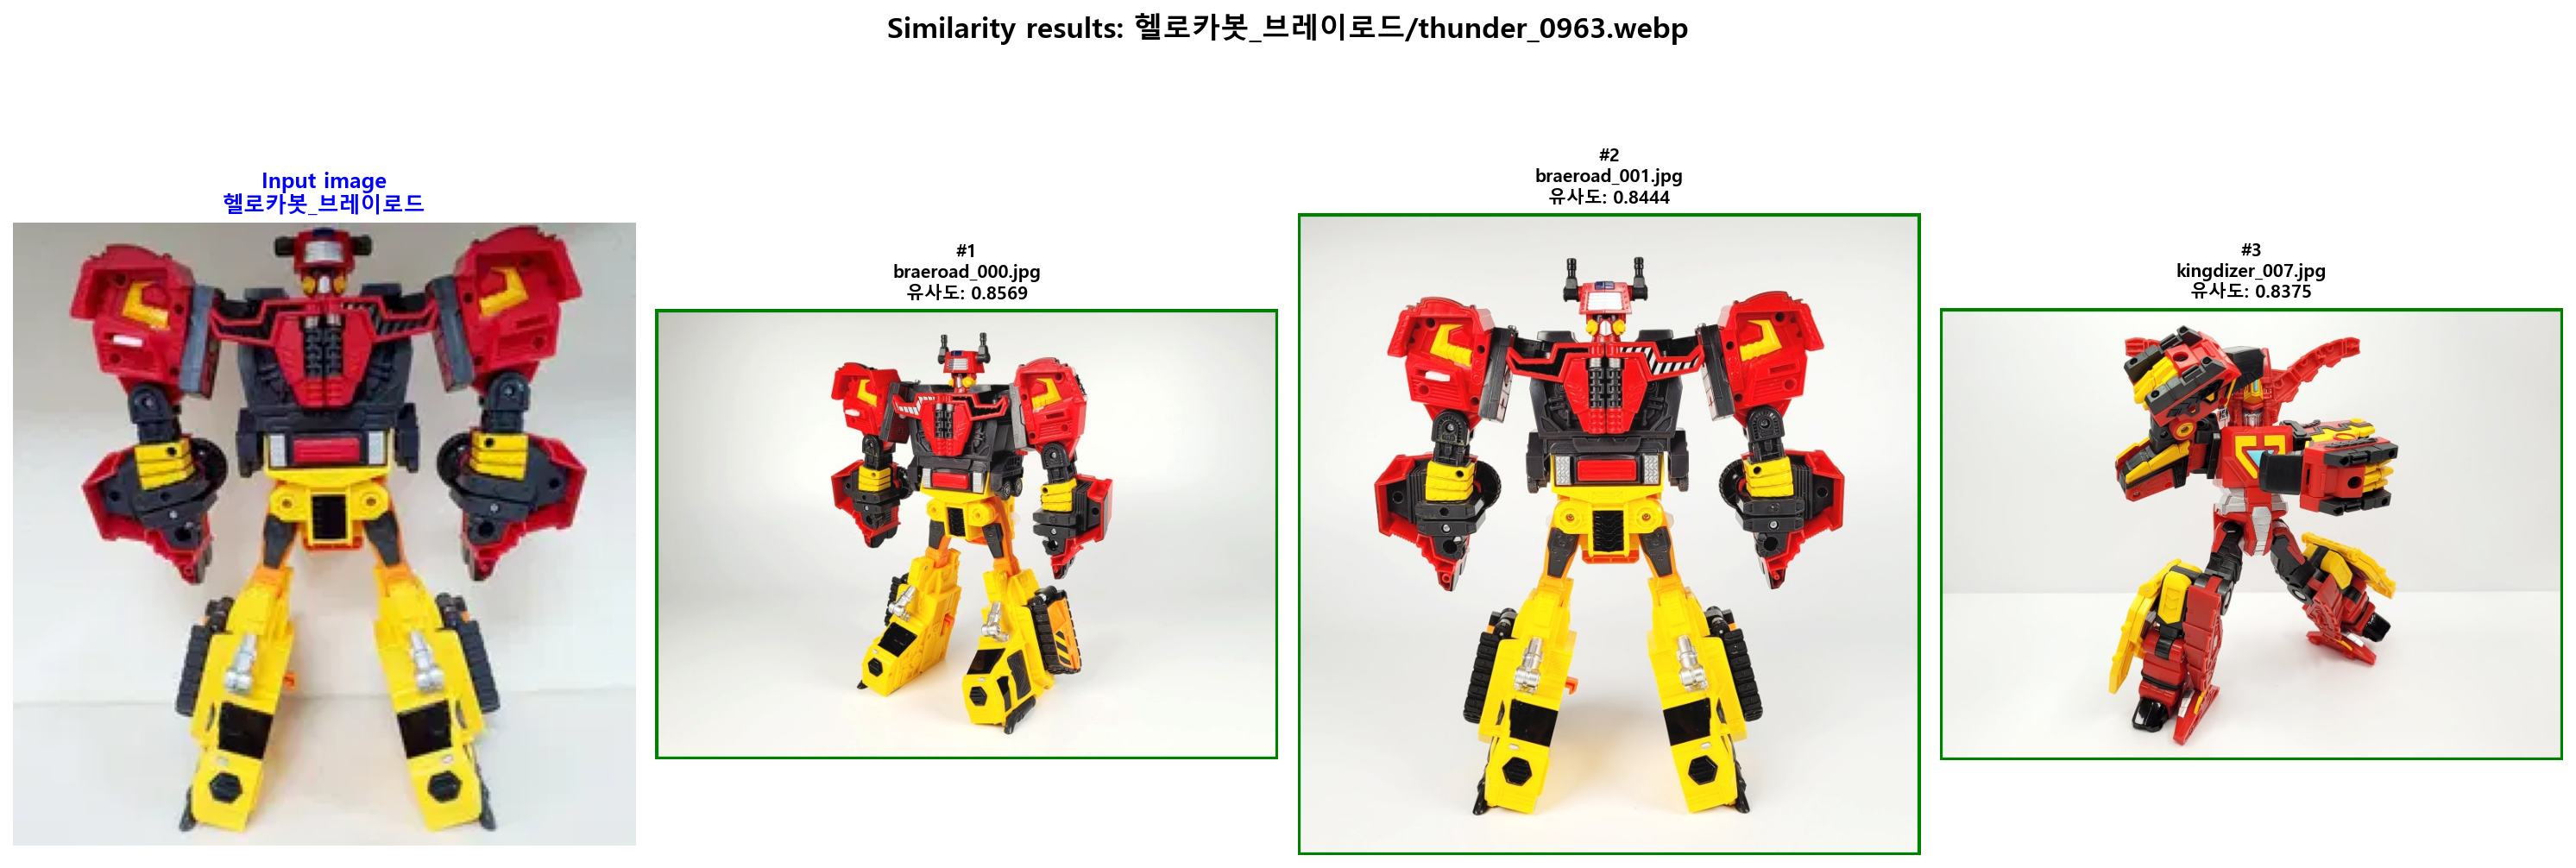 Similarity results: 헬로카봇_브레이로드/thunder_0963.webp
Input image
헬로카봇_브레이로드
#1
braeroad_000.jpg
유사도: 0.8569
#2
braeroad_001.jpg
유사도: 0.8444
#3
kingdizer_007.jpg
유사도: 0.8375